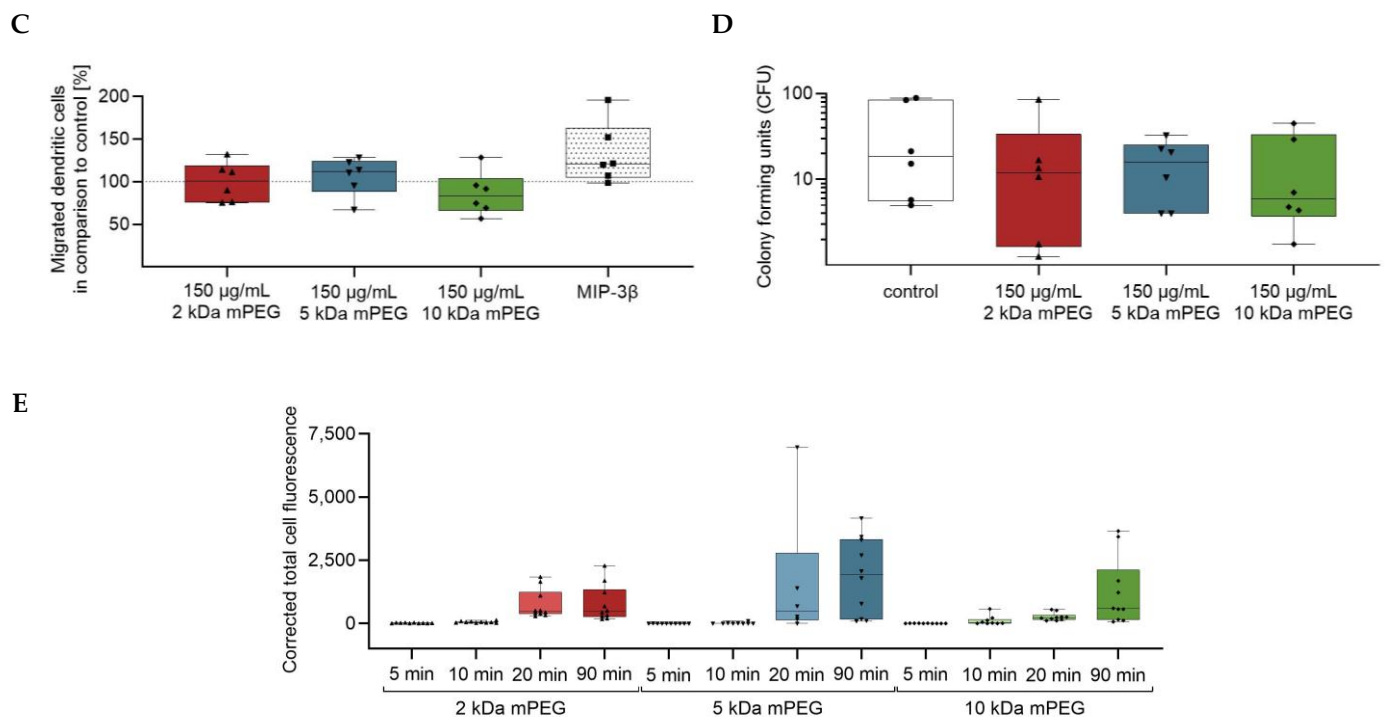 C
D
Migrated dendritic cells
in comparison to control [%]
200
150
100
50
150 µg/mL
2 kDa mPEG
150 µg/mL
5 kDa mPEG
150 µg/mL
10 kDa mPEG
MIP-3β
Colony forming units (CFU)
100
10
control
150 µg/mL
2 kDa mPEG
150 µg/mL
5 kDa mPEG
150 µg/mL
10 kDa mPEG
E
Corrected total cell fluorescence
7,500
5,000
2,500
0
5 min 10 min 20 min 90 min 5 min 10 min 20 min 90 min 5 min 10 min 20 min 90 min
2 kDa mPEG 5 kDa mPEG 10 kDa mPEG